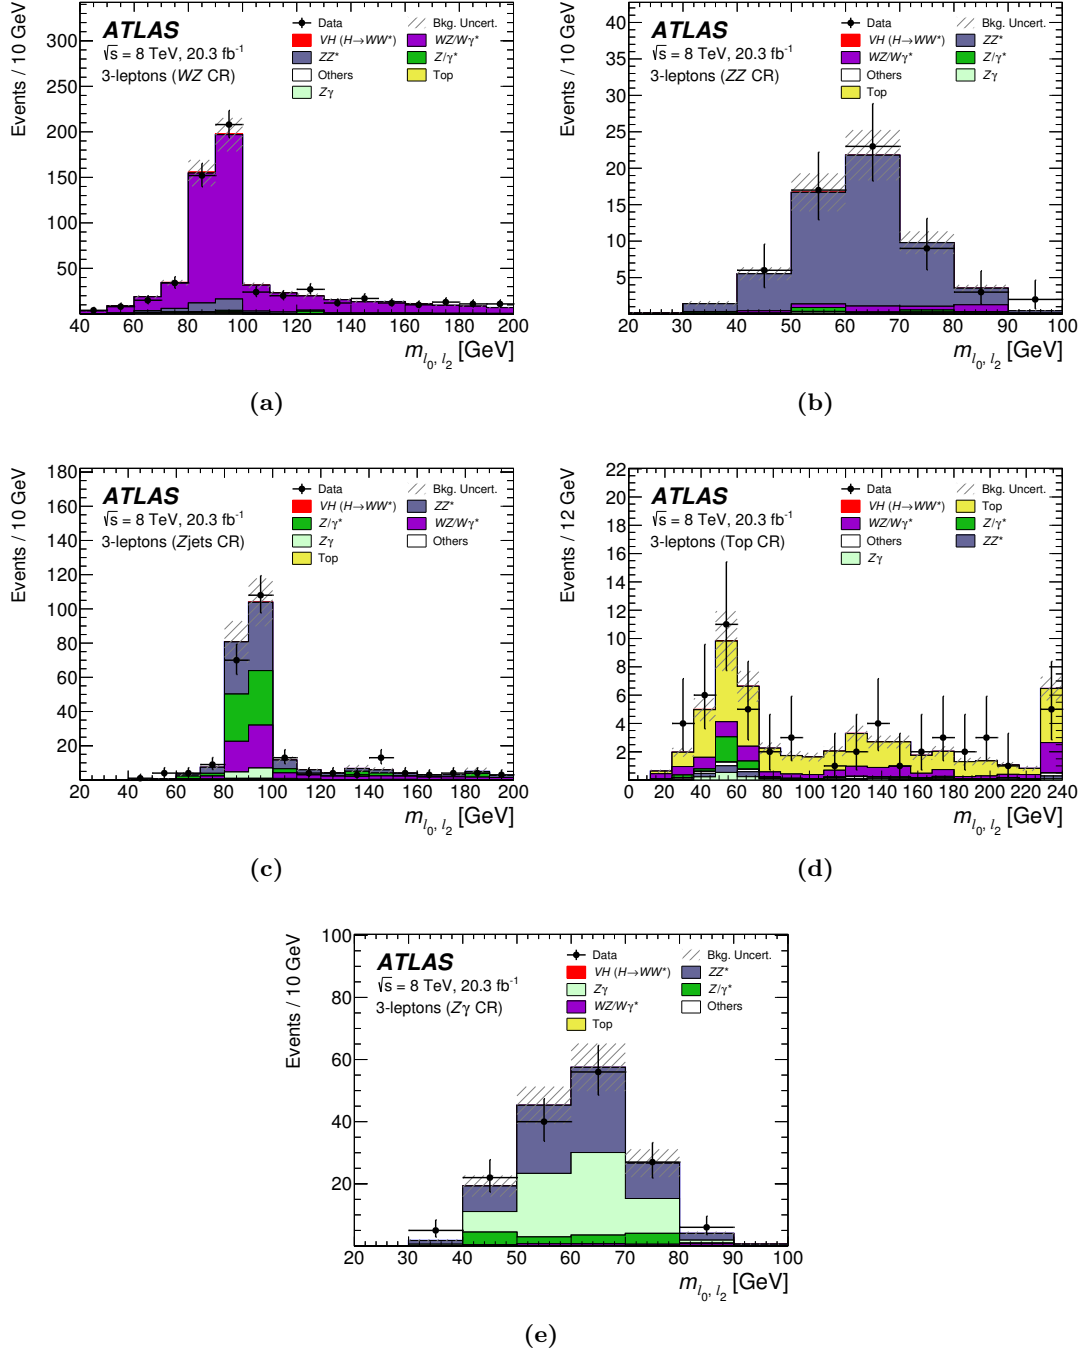 ATLAS
√s = 8 TeV, 20.3 fb⁻¹
3-leptons (WZ CR)
Data
Bkg. Uncert.
VH (H→WW*)
WZ/Wγ*
ZZ*
Z/γ*
Others
Top
Zγ
Events / 10 GeV
300
250
200
150
100
50
40 60 80 100 120 140 160 180 200
m_{l₀, l₂} [GeV]
(a)
ATLAS
√s = 8 TeV, 20.3 fb⁻¹
3-leptons (ZZ CR)
Data
Bkg. Uncert.
VH (H→WW*)
ZZ*
WZ/Wγ*
Z/γ*
Others
Zγ
Top
Events / 10 GeV
40
35
30
25
20
15
10
5
20 30 40 50 60 70 80 90 100
m_{l₀, l₂} [GeV]
(b)
ATLAS
√s = 8 TeV, 20.3 fb⁻¹
3-leptons (Zjets CR)
Data
Bkg. Uncert.
VH (H→WW*)
ZZ*
Z/γ*
WZ/Wγ*
Zγ
Others
Top
Events / 10 GeV
180
160
140
120
100
80
60
40
20
20 40 60 80 100 120 140 160 180 200
m_{l₀, l₂} [GeV]
(c)
ATLAS
√s = 8 TeV, 20.3 fb⁻¹
3-leptons (Top CR)
Data
Bkg. Uncert.
VH (H→WW*)
Top
WZ/Wγ*
Z/γ*
Others
ZZ*
Zγ
Events / 12 GeV
22
20
18
16
14
12
10
8
6
4
2
0 20 40 60 80 100 120 140 160 180 200 220 240
m_{l₀, l₂} [GeV]
(d)
ATLAS
√s = 8 TeV, 20.3 fb⁻¹
3-leptons (Zγ CR)
Data
Bkg. Uncert.
VH (H→WW*)
ZZ*
Zγ
Z/γ*
WZ/Wγ*
Others
Top
Events / 10 GeV
100
80
60
40
20
20 30 40 50 60 70 80 90 100
m_{l₀, l₂} [GeV]
(e)